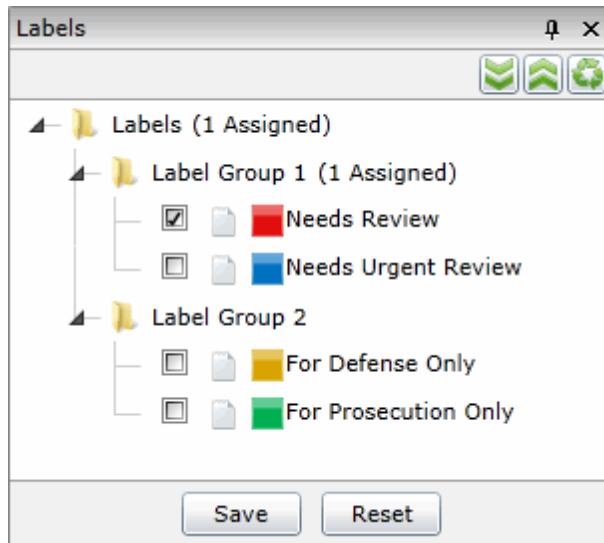 Labels
Labels (1 Assigned)
Label Group 1 (1 Assigned)
Needs Review
Needs Urgent Review
Label Group 2
For Defense Only
For Prosecution Only
Save Reset